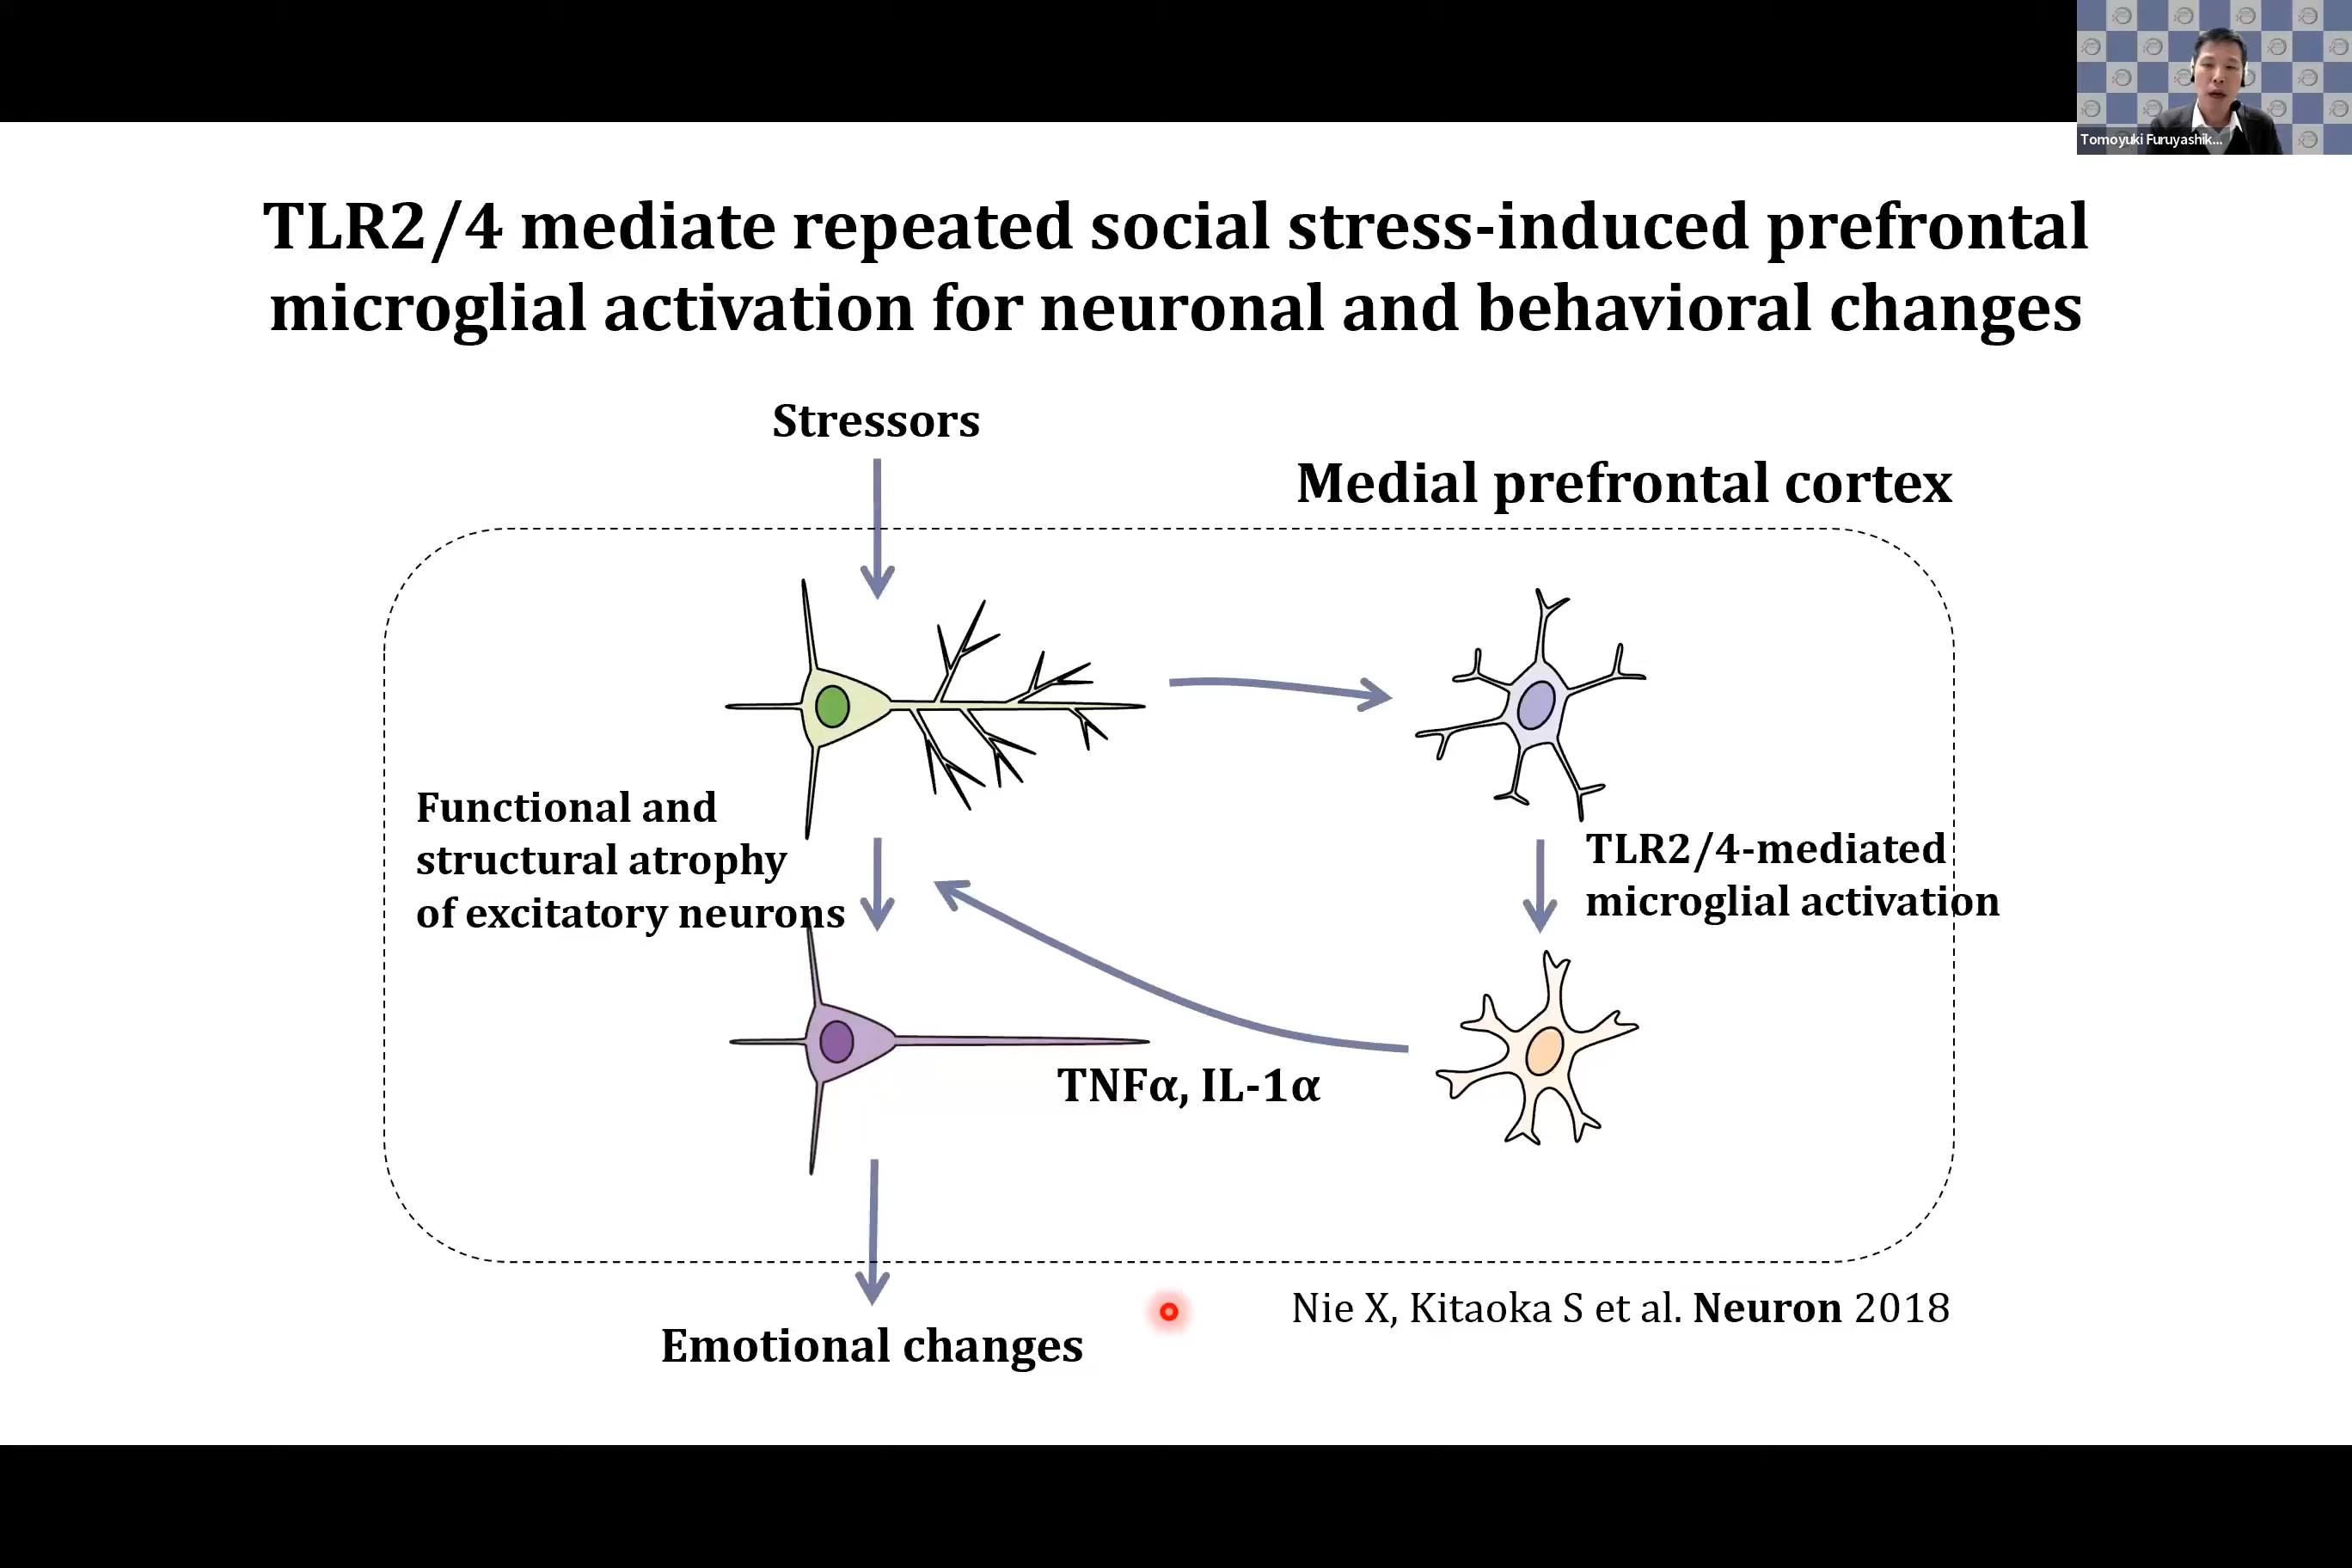 Tomoyuki Furuyashik...
TLR2/4 mediate repeated social stress-induced prefrontal
microglial activation for neuronal and behavioral changes
Stressors
Medial prefrontal cortex
Functional and
structural atrophy
of excitatory neurons
TLR2/4-mediated
microglial activation
TNFα, IL-1α
Nie X, Kitaoka S et al. Neuron 2018
Emotional changes